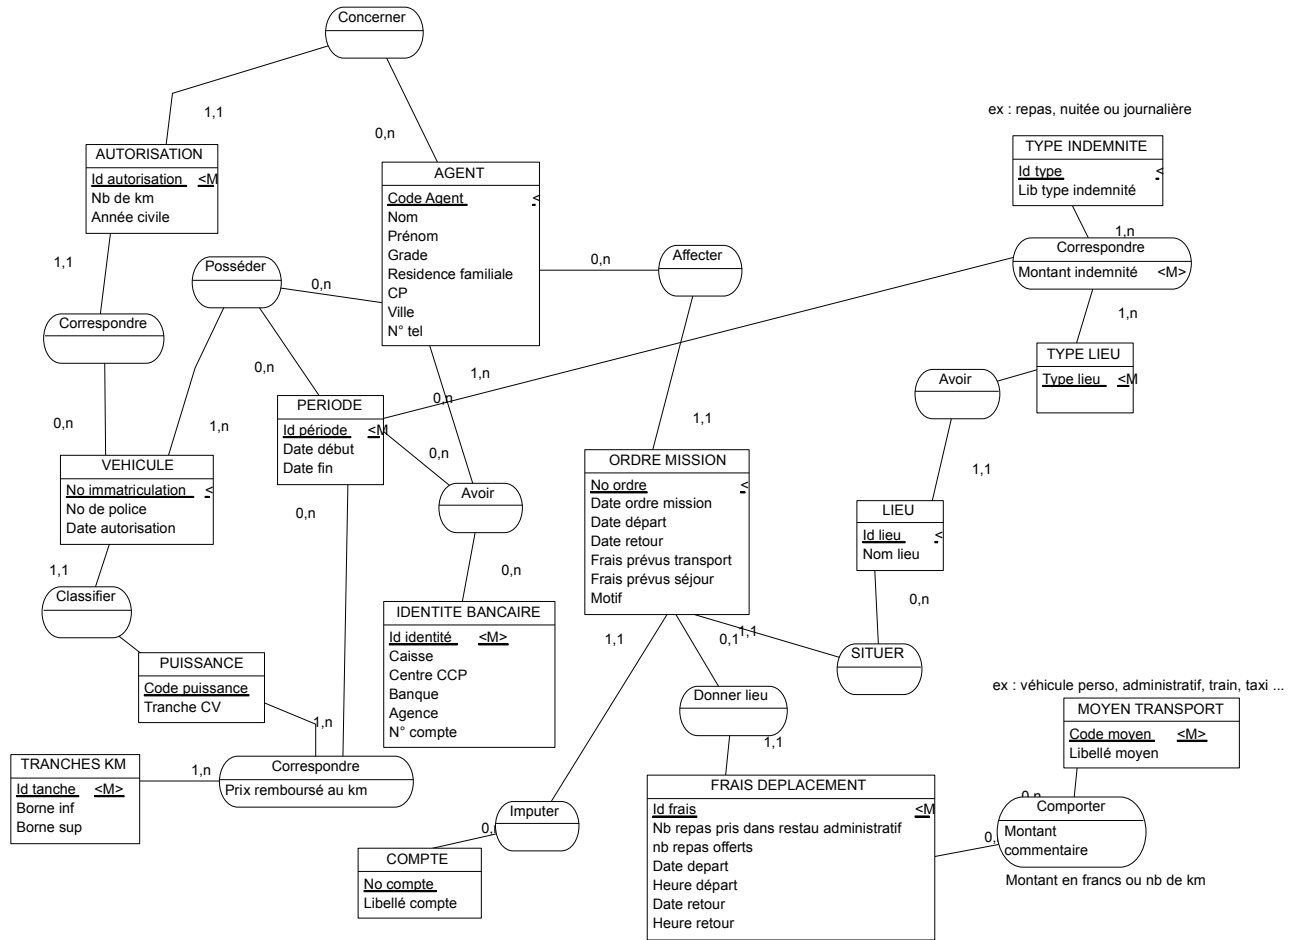 Concerner
1,1
0,n
ex : repas, nuitée ou journalière
AUTORISATION
Id autorisation <M
Nb de km
Année civile
AGENT
Code Agent <
Nom
Prénom
Grade
Residence familiale
CP
Ville
N° tel
TYPE INDEMNITE
Id type <
Lib type indemnité
1,n
Correspondre
Montant indemnité <M>
1,n
1,1
Posséder
0,n
0,n
Affecter
Correspondre
0,n
1,n
0,n
TYPE LIEU
Type lieu <M
Avoir
PERIODE
Id période <M
Date début
Date fin
0,n
1,n
0,n
1,1
1,1
VEHICULE
No immatriculation <
No de police
Date autorisation
ORDRE MISSION
No ordre <
Date ordre mission
Date départ
Date retour
Frais prévus transport
Frais prévus séjour
Motif
Avoir
0,n
LIEU
Id lieu <
Nom lieu
1,1
Classifier
0,n
0,n
IDENTITE BANCAIRE
Id identité <M>
Caisse
Centre CCP
Banque
Agence
N° compte
1,1
0,1
1,1
SITUER
PUISSANCE
Code puissance
Tranche CV
1,n
Donner lieu
1,1
ex : véhicule perso, administratif, train, taxi ...
MOYEN TRANSPORT
Code moyen <M>
Libellé moyen
TRANCHES KM
Id tanche <M>
Borne inf
Borne sup
1,n
Correspondre
Prix remboursé au km
Imputer
0,n
COMPTE
No compte
Libellé compte
FRAIS DEPLACEMENT
Id frais <M
Nb repas pris dans restau administratif
nb repas offerts
Date depart
Heure départ
Date retour
Heure retour
0,n
0,
Comporter
Montant
commentaire
Montant en francs ou nb de km